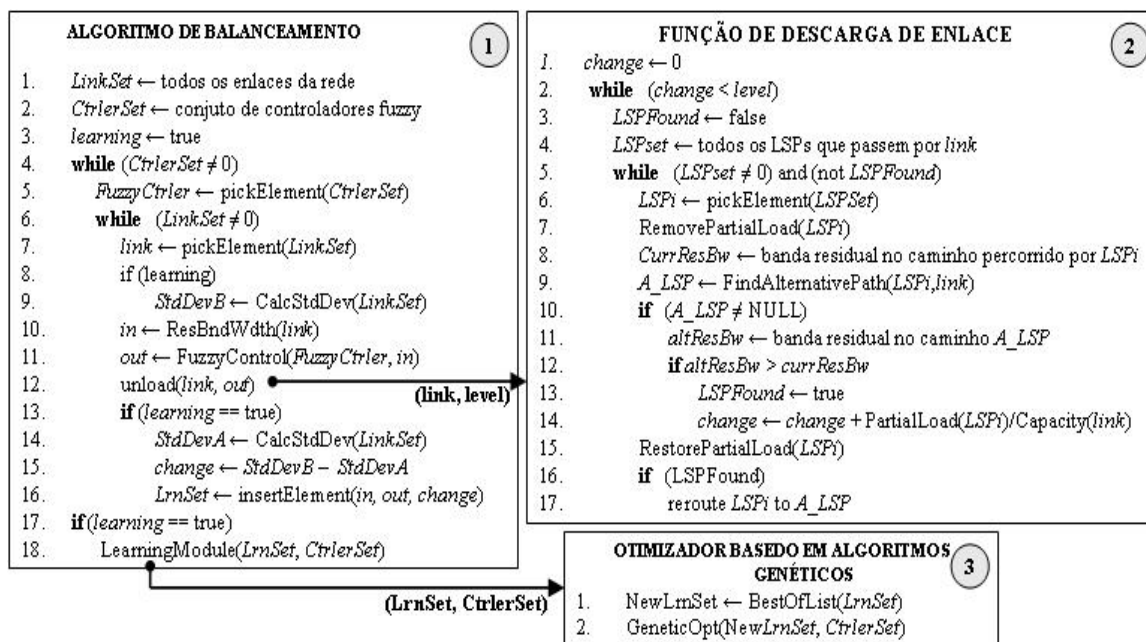 ALGORITMO DE BALANCEAMENTO
1
1. LinkSet ← todos os enlaces da rede
2. CtrlerSet ← conjuto de controladores fuzzy
3. learning ← true
4. while (CtrlerSet ≠ 0)
5. FuzzyCtrler ← pickElement(CtrlerSet)
6. while (LinkSet ≠ 0)
7. link ← pickElement(LinkSet)
8. if (learning)
9. StdDevB ← CalcStdDev(LinkSet)
10. in ← ResBndWdth(link)
11. out ← FuzzyControl(FuzzyCtrler, in)
12. unload(link, out)
13. if (learning == true)
14. StdDevA ← CalcStdDev(LinkSet)
15. change ← StdDevB – StdDevA
16. LrnSet ← insertElement(in, out, change)
17. if (learning == true)
18. LearningModule(LrnSet, CtrlerSet)
(link, level)
FUNÇÃO DE DESCARGA DE ENLACE
2
1. change ← 0
2. while (change < level)
3. LSPFound ← false
4. LSPset ← todos os LSPs que passem por link
5. while (LSPset ≠ 0) and (not LSPFound)
6. LSPi ← pickElement(LSPSet)
7. RemovePartialLoad(LSPi)
8. CurrResBw ← banda residual no caminho percorrido por LSPi
9. A_LSP ← FindAlternativePath(LSPi,link)
10. if (A_LSP ≠ NULL)
11. altResBw ← banda residual no caminho A_LSP
12. if altResBw > currResBw
13. LSPFound ← true
14. change ← change + PartialLoad(LSPi)/Capacity(link)
15. RestorePartialLoad(LSPi)
16. if (LSPFound)
17. reroute LSPi to A_LSP
(LrnSet, CtrlerSet)
OTIMIZADOR BASEDO EM ALGORITMOS
GENÉTICOS
3
1. NewLrnSet ← BestOfList(LrnSet)
2. GeneticOpt(NewLrnSet, CtrlerSet)